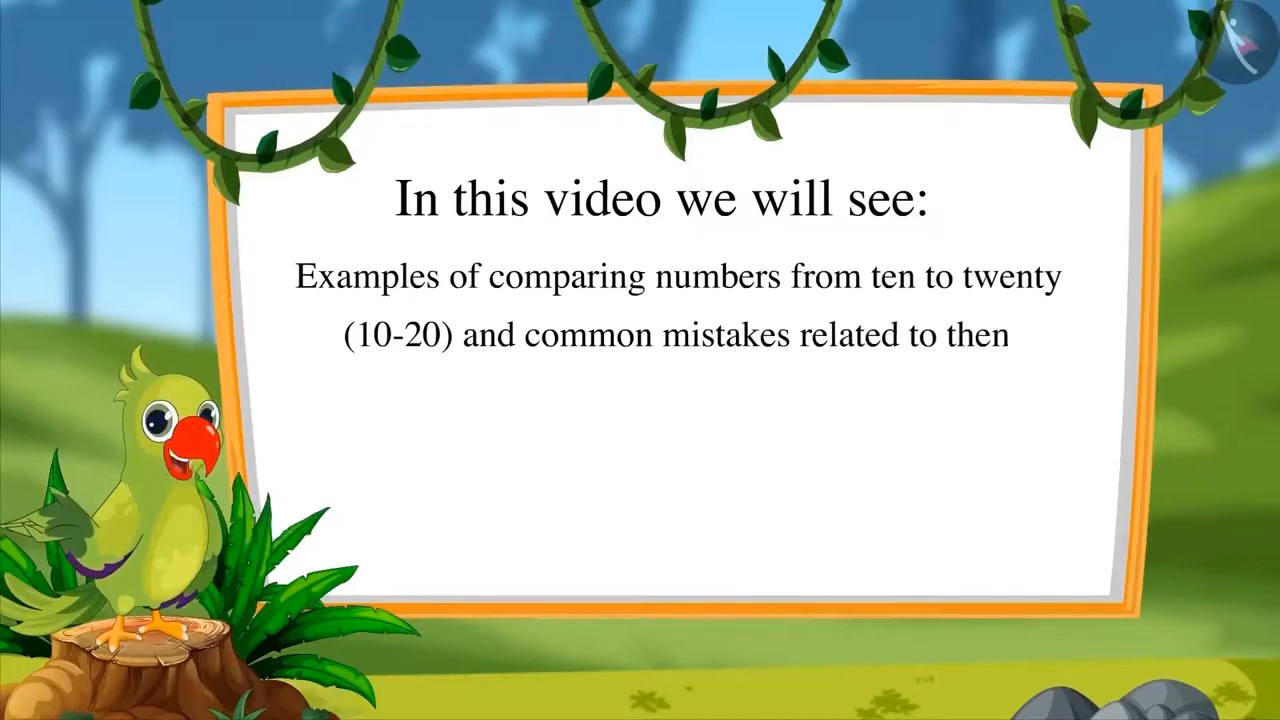 In this video we will see:
Examples of comparing numbers from ten to twenty
(10-20) and common mistakes related to then